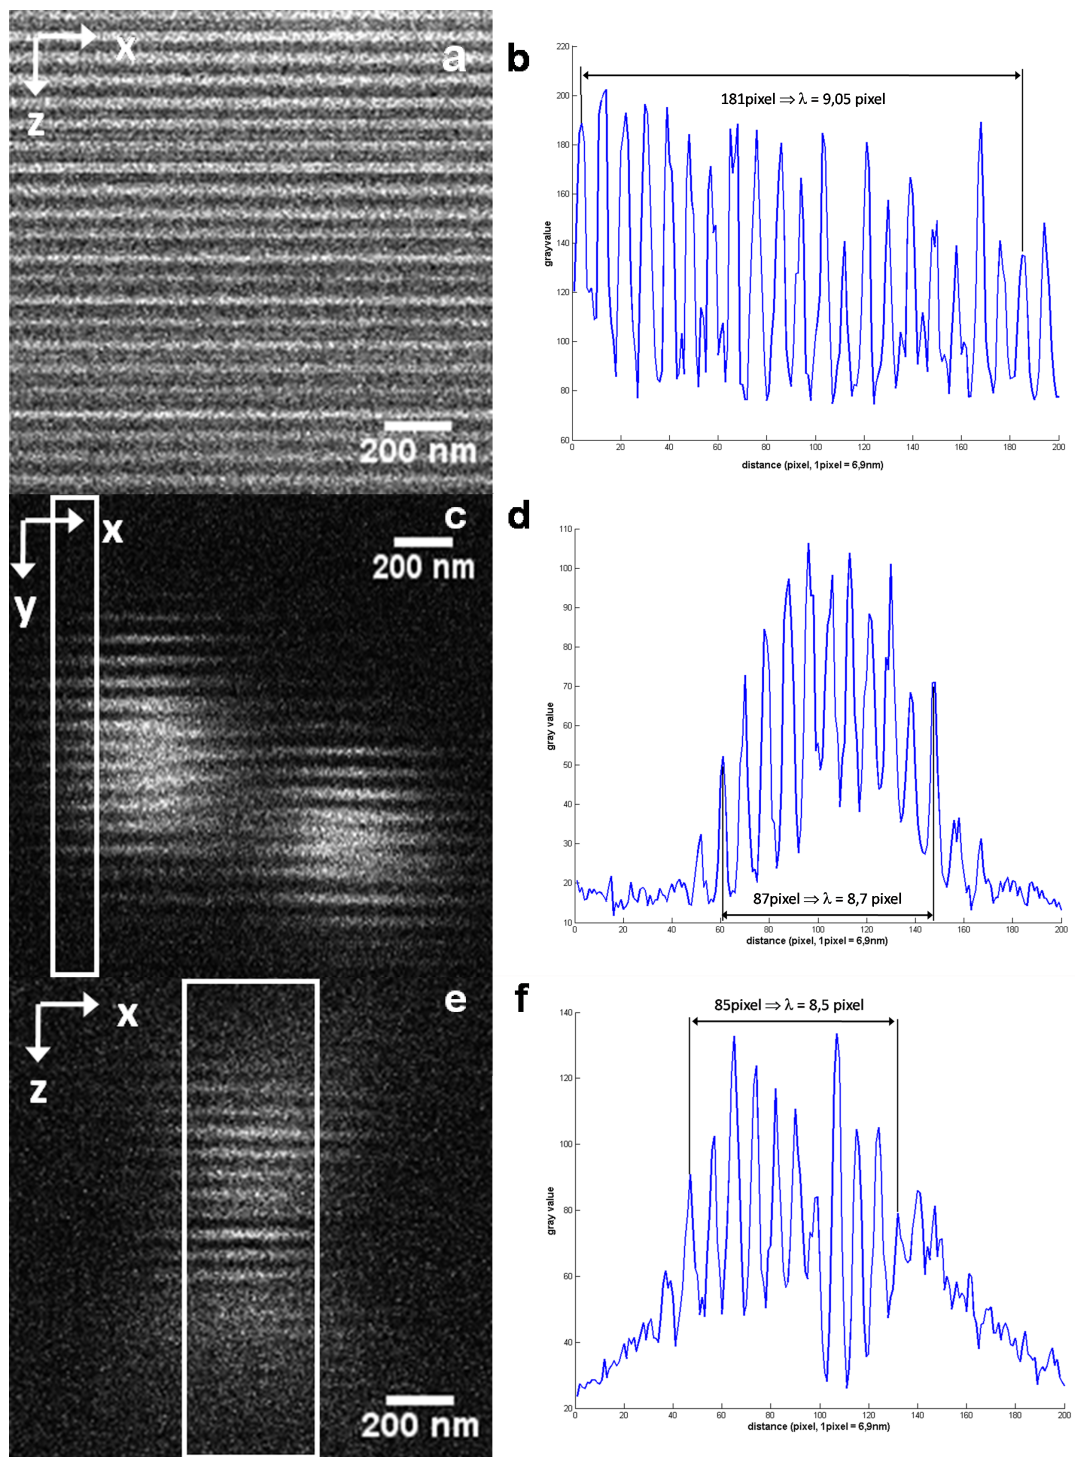 x
a
z
200 nm
b
220
200
180
160
140
120
100
80
60
grayvalue
181pixel ⇒ λ = 9,05 pixel
0 20 40 60 80 100 120 140 160 180 200
distance (pixel, 1pixel = 6,9nm)
x
c
y
200 nm
d
110
100
90
80
70
60
50
40
30
20
10
gray value
87pixel ⇒ λ = 8,7 pixel
0 20 40 60 80 100 120 140 160 180 200
distance (pixel, 1pixel = 6,9nm)
x
e
z
200 nm
f
85pixel ⇒ λ = 8,5 pixel
140
120
100
80
60
40
20
gray value
0 20 40 60 80 100 120 140 160 180 200
distance (pixel, 1pixel = 6,9nm)